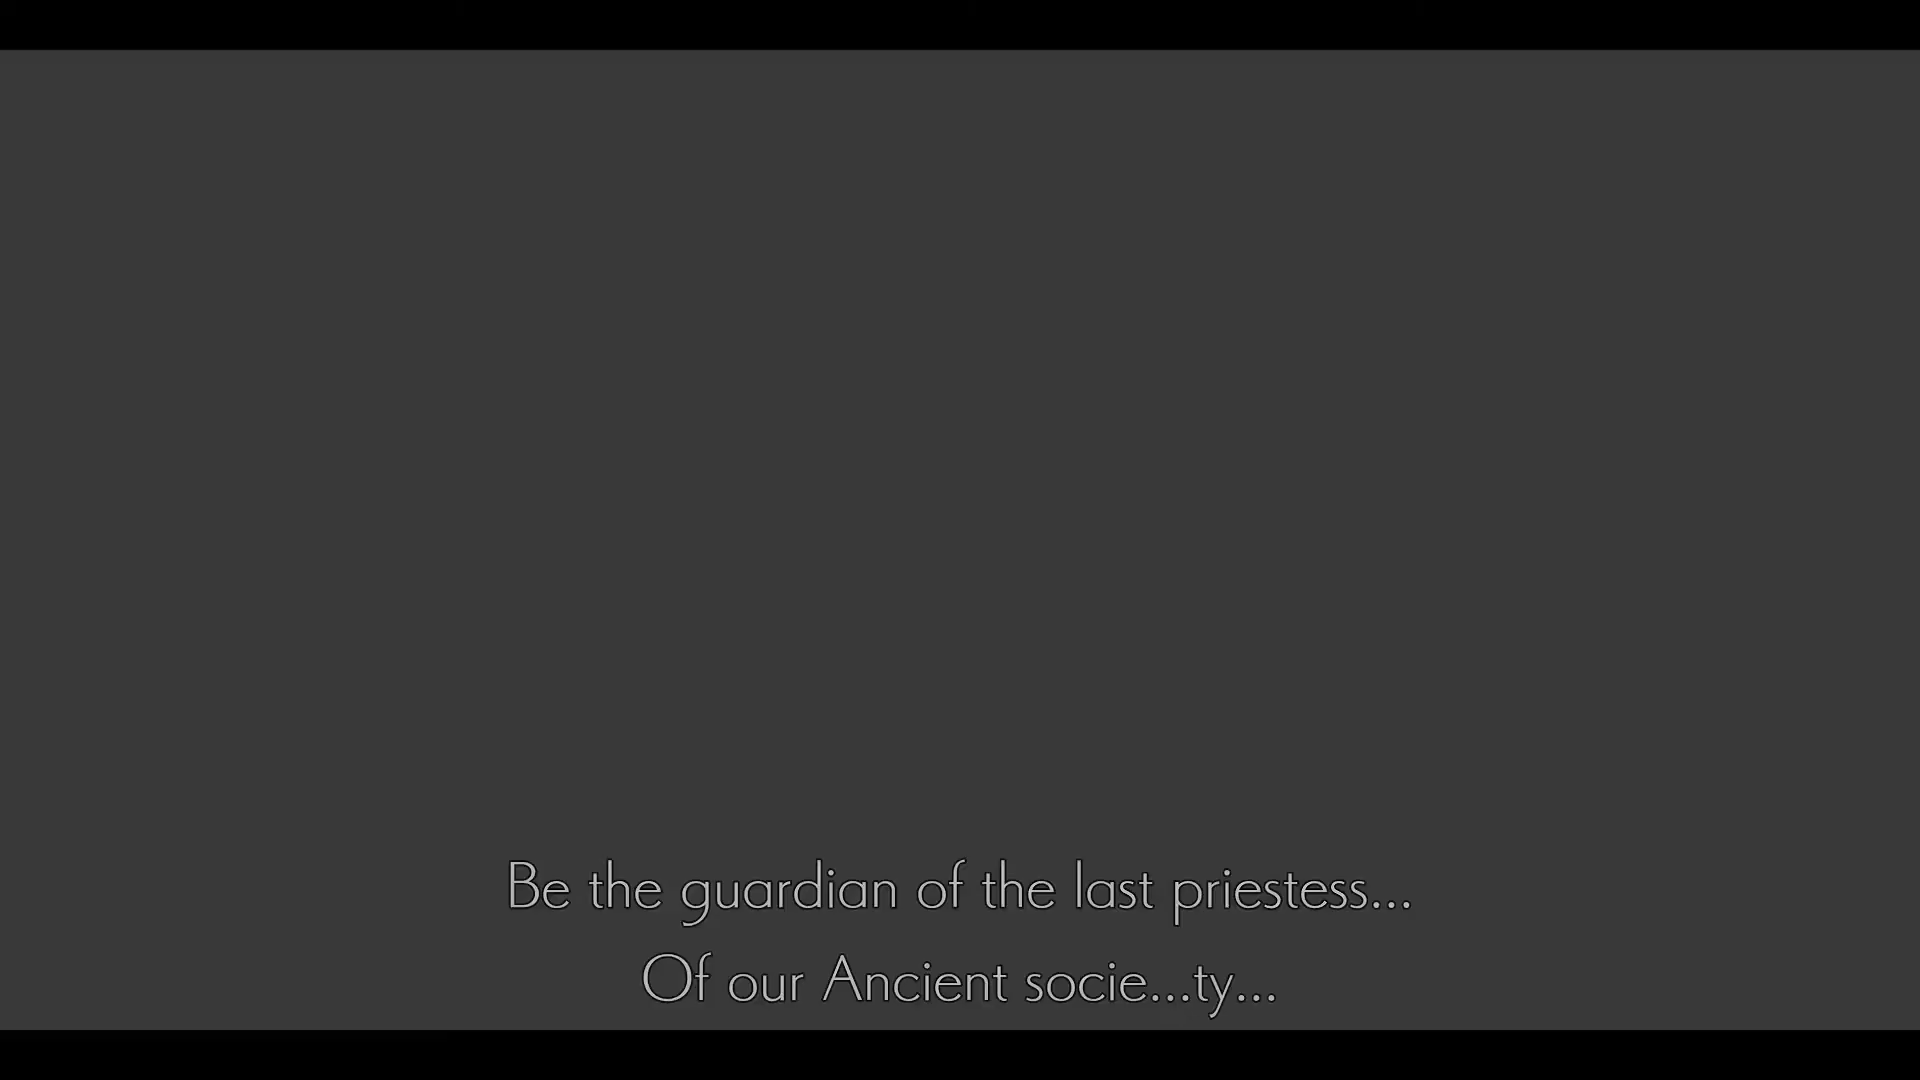 Be the guardian of the last priestess...
Of our Ancient socie...ty...